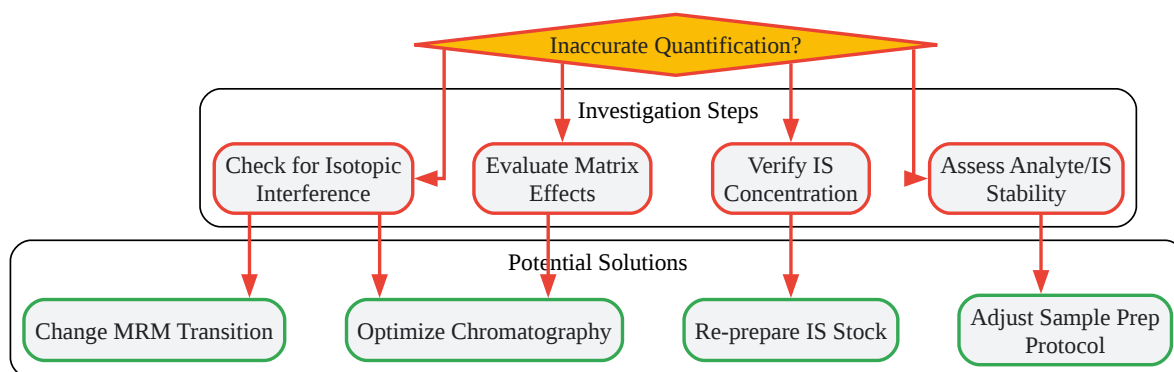 Inaccurate Quantification?
Investigation Steps
Check for Isotopic
Interference
Evaluate Matrix
Effects
Verify IS
Concentration
Assess Analyte/IS
Stability
Potential Solutions
Change MRM Transition
Optimize Chromatography
Re-prepare IS Stock
Adjust Sample Prep
Protocol